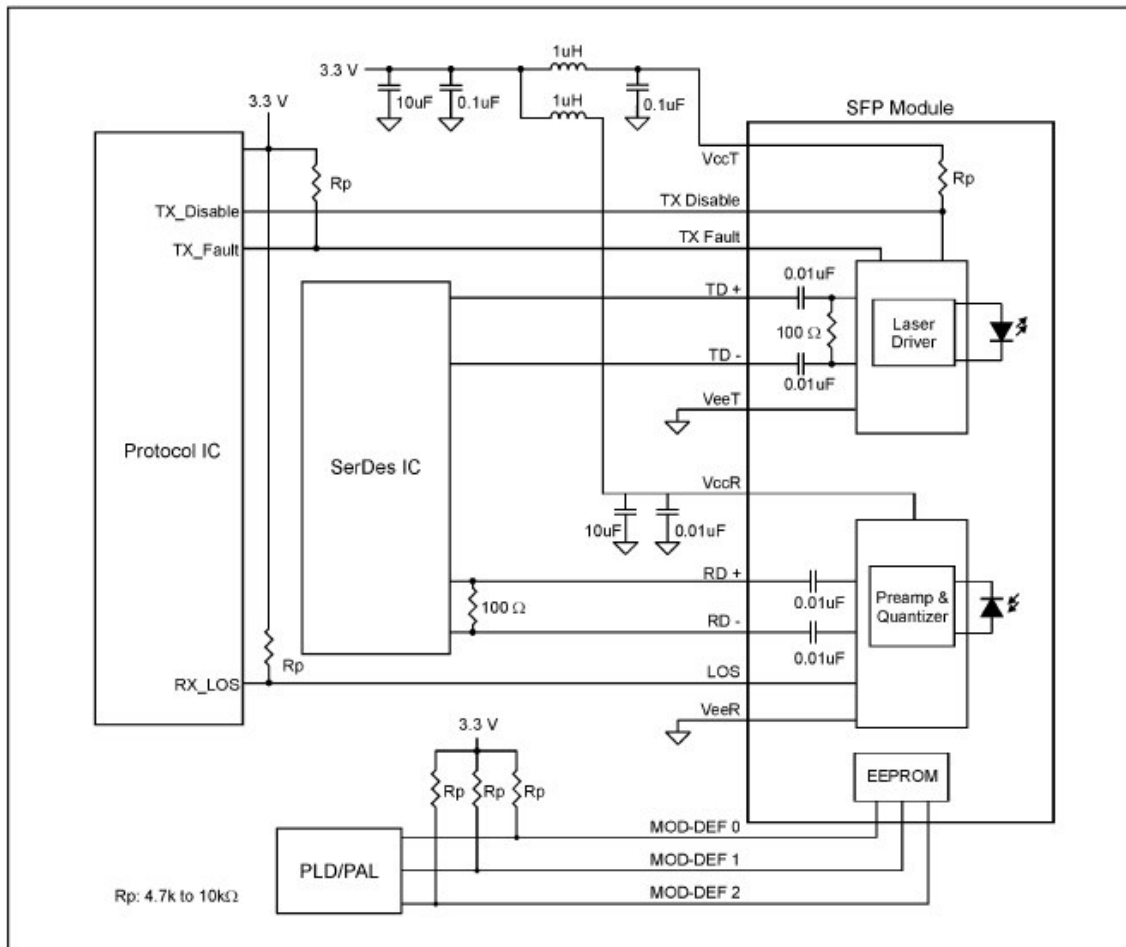 1uH
3.3 V
10uF
0.1uF
1uH
0.1uF
3.3 V
SFP Module
VccT
Rp
Rp
TX_Disable
TX Disable
TX_Fault
TX Fault
0.01uF
TD +
100 Ω
Laser
Driver
TD -
0.01uF
VeeT
Protocol IC
SerDes IC
VccR
10uF
0.01uF
RD +
0.01uF
100 Ω
Preamp &
Quantizer
RD -
0.01uF
Rp
RX_LOS
LOS
VeeR
3.3 V
EEPROM
Rp
Rp
Rp
MOD-DEF 0
PLD/PAL
MOD-DEF 1
MOD-DEF 2
Rp: 4.7k to 10kΩ